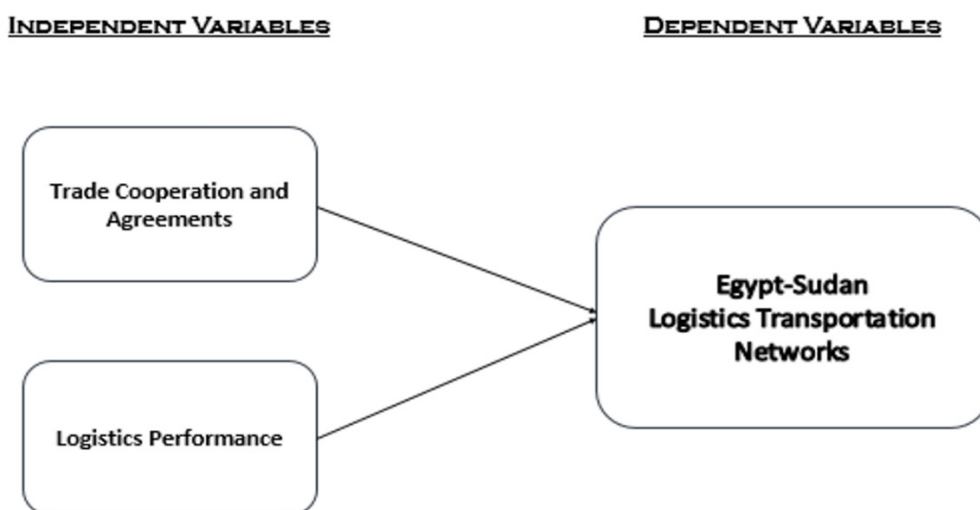 INDEPENDENT VARIABLES
DEPENDENT VARIABLES
Trade Cooperation and
Agreements
Egypt-Sudan
Logistics Transportation
Networks
Logistics Performance